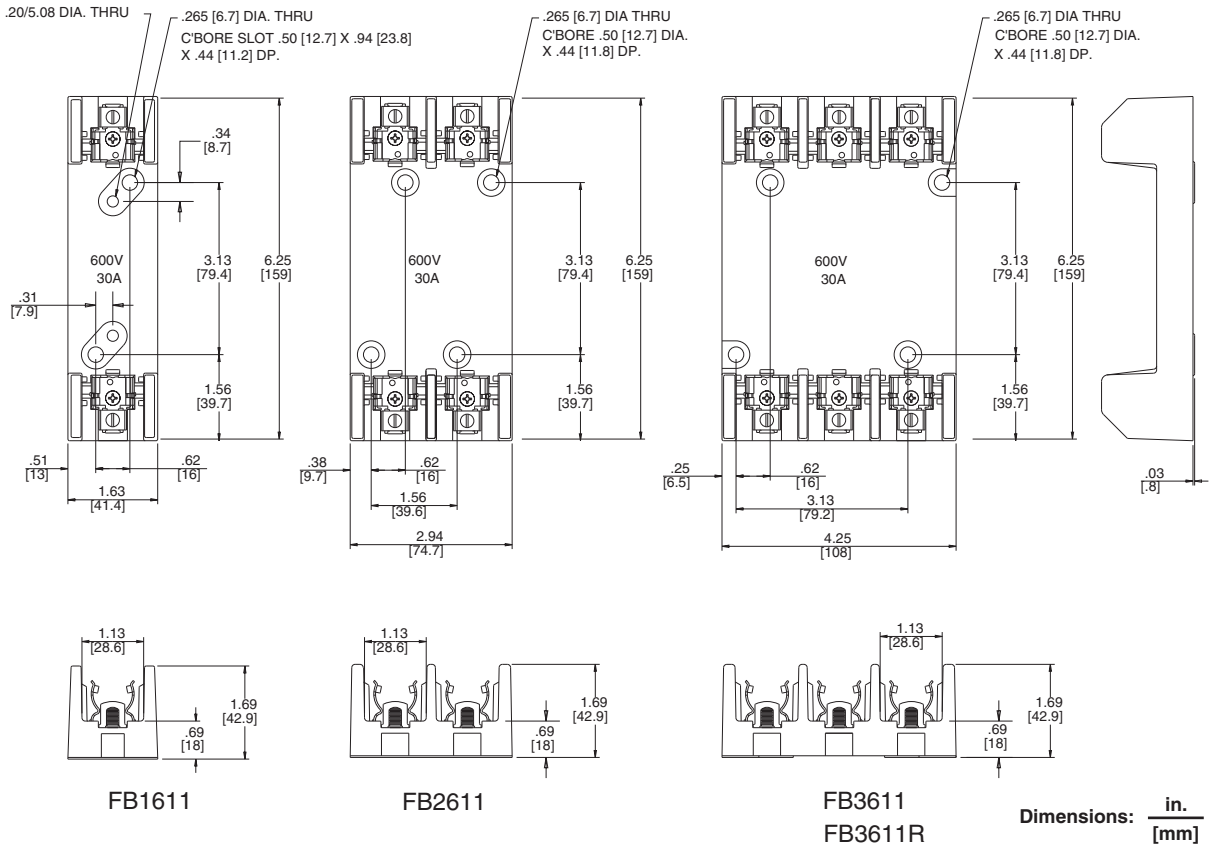 .20/5.08 DIA. THRU
.265 [6.7] DIA. THRU
C'BORE SLOT .50 [12.7] X .94 [23.8]
X .44 [11.2] DP.
.34
[8.7]
600V
30A
3.13
[79.4]
6.25
[159]
.31
[7.9]
1.56
[39.7]
.51
[13]
.62
[16]
1.63
[41.4]
.265 [6.7] DIA THRU
C'BORE .50 [12.7] DIA.
X .44 [11.8] DP.
600V
30A
3.13
[79.4]
6.25
[159]
1.56
[39.7]
.38
[9.7]
.62
[16]
1.56
[39.6]
2.94
[74.7]
.265 [6.7] DIA THRU
C'BORE .50 [12.7] DIA.
X .44 [11.8] DP.
600V
30A
3.13
[79.4]
6.25
[159]
1.56
[39.7]
.25
[6.5]
.62
[16]
3.13
[79.2]
4.25
[108]
.03
[.8]
1.13
[28.6]
1.69
[42.9]
.69
[18]
FB1611
1.13
[28.6]
1.69
[42.9]
.69
[18]
FB2611
1.13
[28.6]
1.69
[42.9]
.69
[18]
FB3611
FB3611R
Dimensions: in.
[mm]